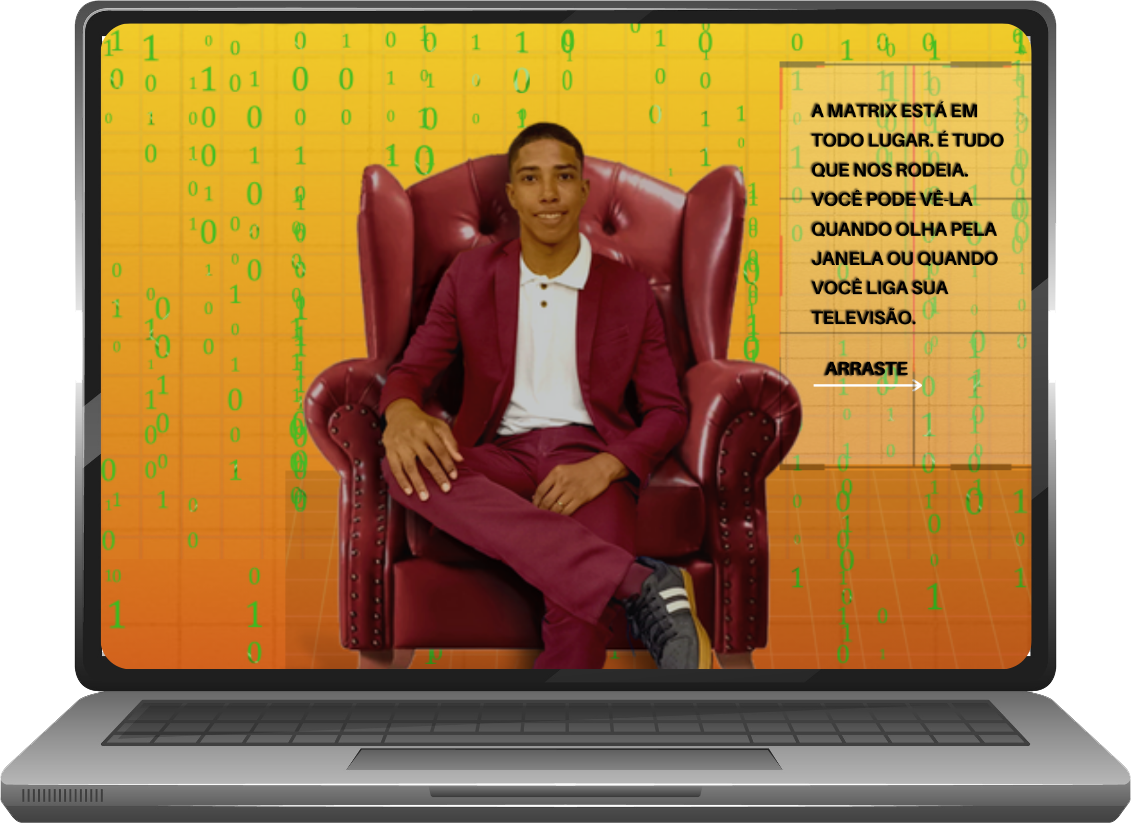 A MATRIX ESTÁ EM
TODO LUGAR. É TUDO
QUE NOS RODEIA.
VOCÊ PODE VÊ-LA
QUANDO OLHA PELA
JANELA OU QUANDO
VOCÊ LIGA SUA
TELEVISÃO.
ARRASTE